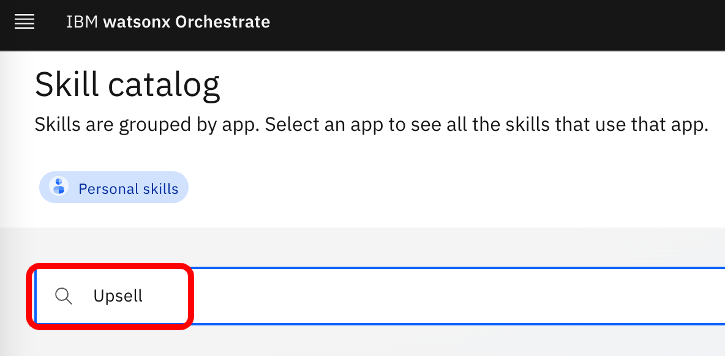 IBM watsonx Orchestrate
Skill catalog
Skills are grouped by app. Select an app to see all the skills that use that app.
Personal skills
Upsell